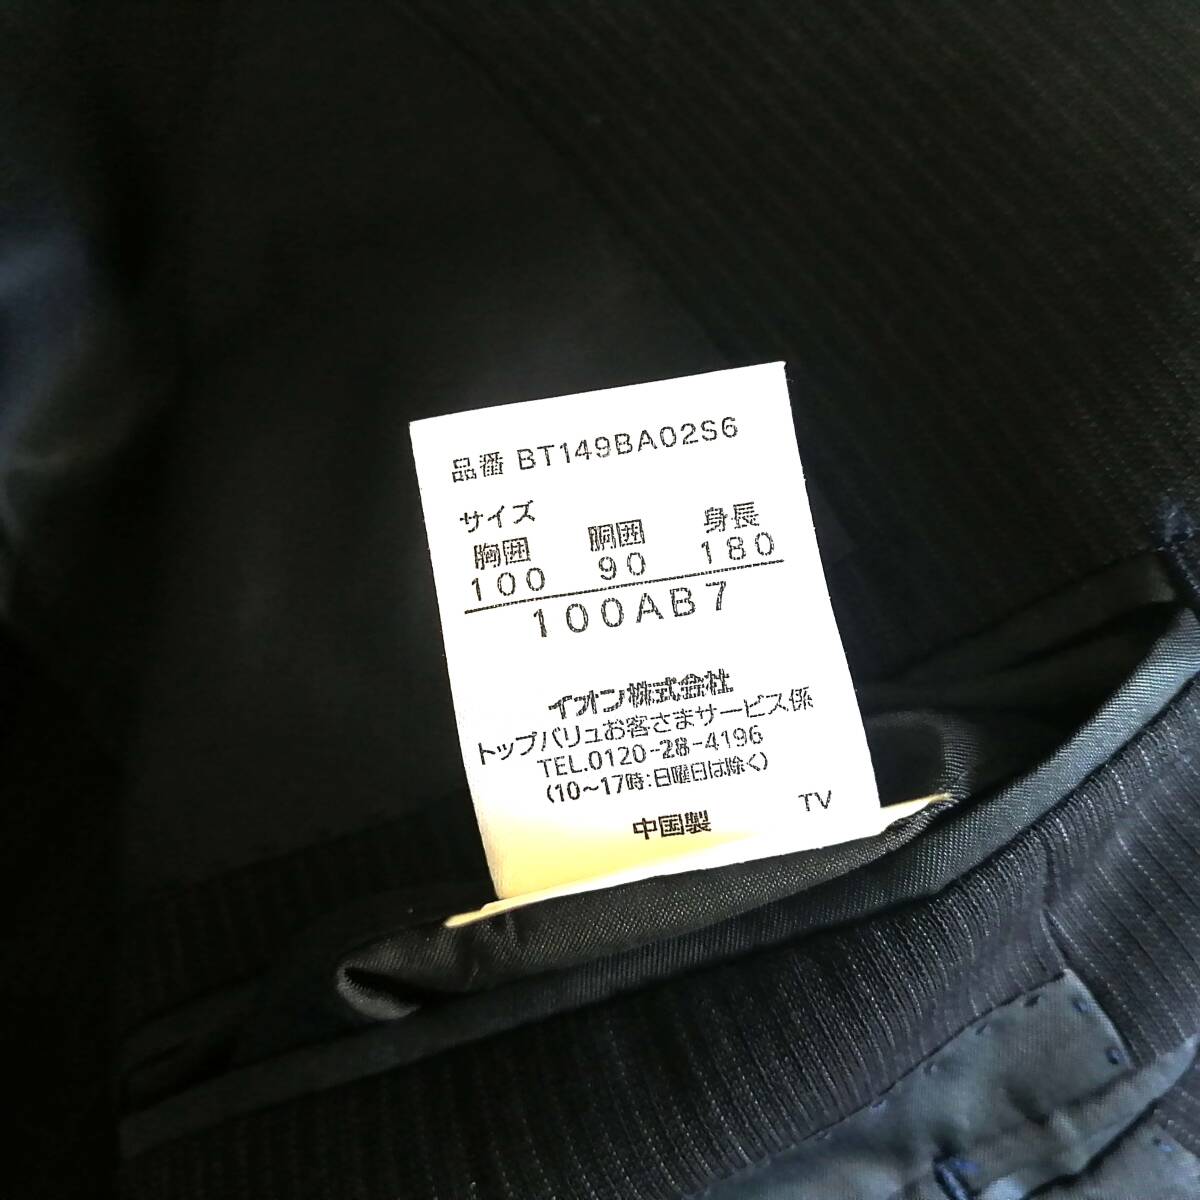 品番 BT149BA02S6
サイズ
胸囲 胴囲 身長
100 90 180
100AB7
イオン株式会社
トップバリュお客さまサービス係
TEL.0120-28-4196
(10~17時:日曜日は除く)
中国製 TV